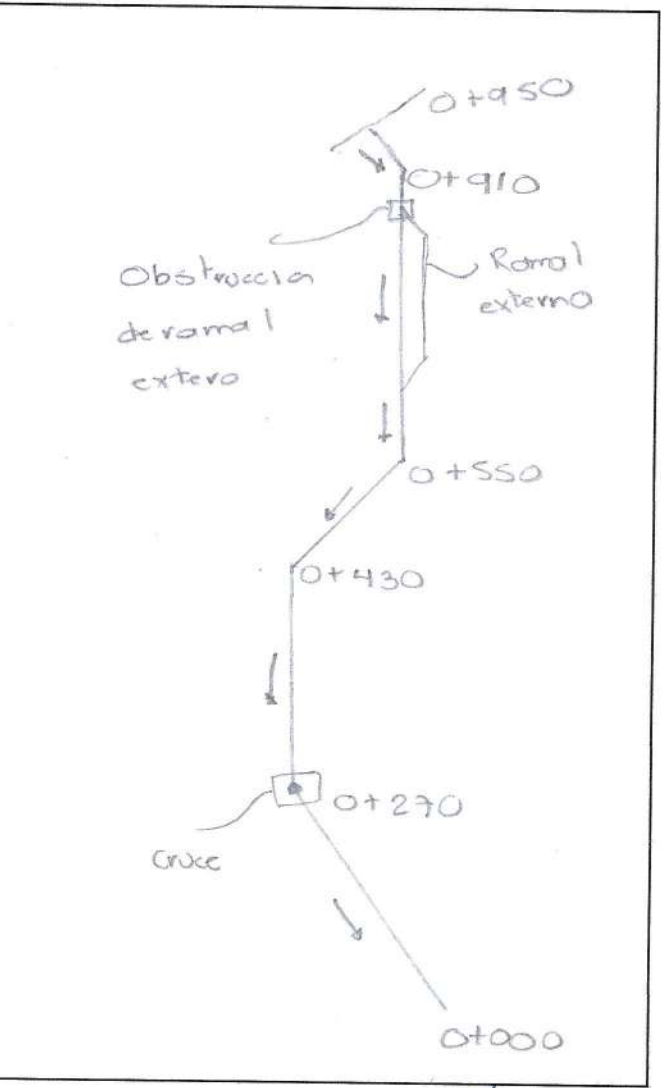 0+950
0+910
Obstruccion
de ramal
extero
Ramal
externo
0+550
0+430
0+270
Cruce
0+000